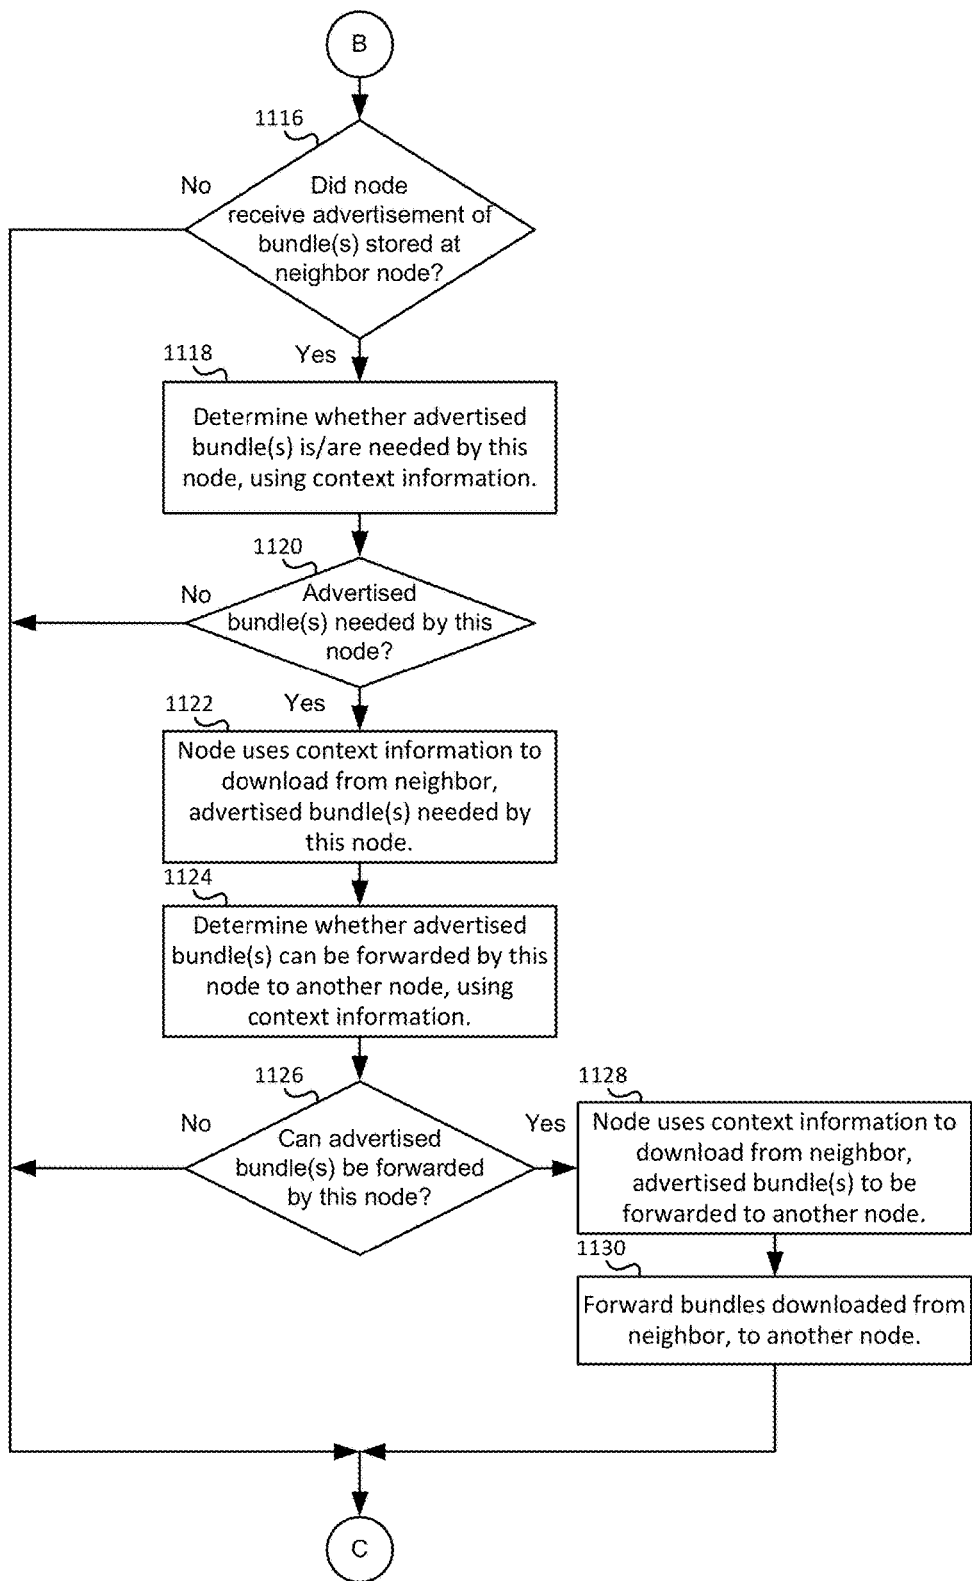 B
1116
No
Did node
receive advertisement of
bundle(s) stored at
neighbor node?
Yes
1118
Determine whether advertised
bundle(s) is/are needed by this
node, using context information.
1120
No
Advertised
bundle(s) needed by this
node?
Yes
1122
Node uses context information to
download from neighbor,
advertised bundle(s) needed by
this node.
1124
Determine whether advertised
bundle(s) can be forwarded by this
node to another node, using
context information.
1126
No
Can advertised
bundle(s) be forwarded
by this node?
Yes
1128
Node uses context information to
download from neighbor,
advertised bundle(s) to be
forwarded to another node.
1130
Forward bundles downloaded from
neighbor, to another node.
C